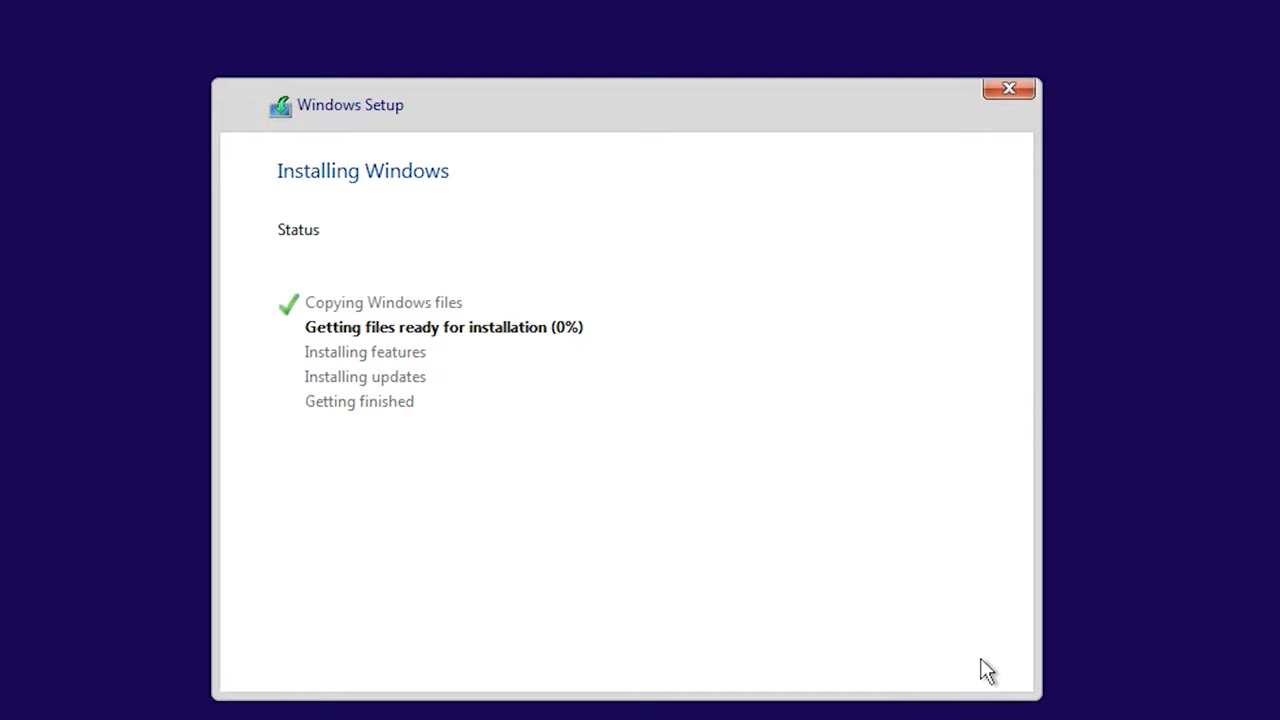 Windows Setup
Installing Windows
Status
Copying Windows files
Getting files ready for installation (0%)
Installing features
Installing updates
Getting finished